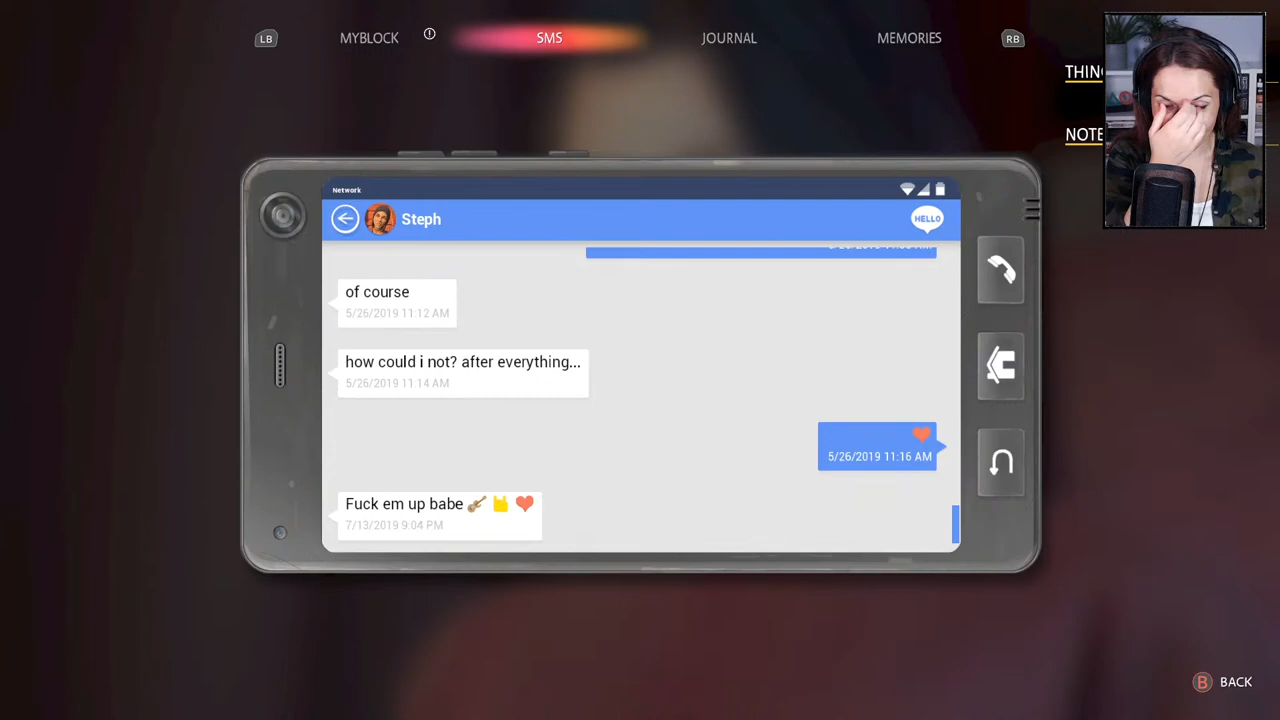 LB MYBLOCK SMS JOURNAL MEMORIES RB
THIN
NOTE
Network
Steph
HELLO
of course
5/26/2019 11:12 AM
how could i not? after everything...
5/26/2019 11:14 AM
❤
5/26/2019 11:16 AM
Fuck em up babe 🎸 🤘 ❤
7/13/2019 9:04 PM
B BACK